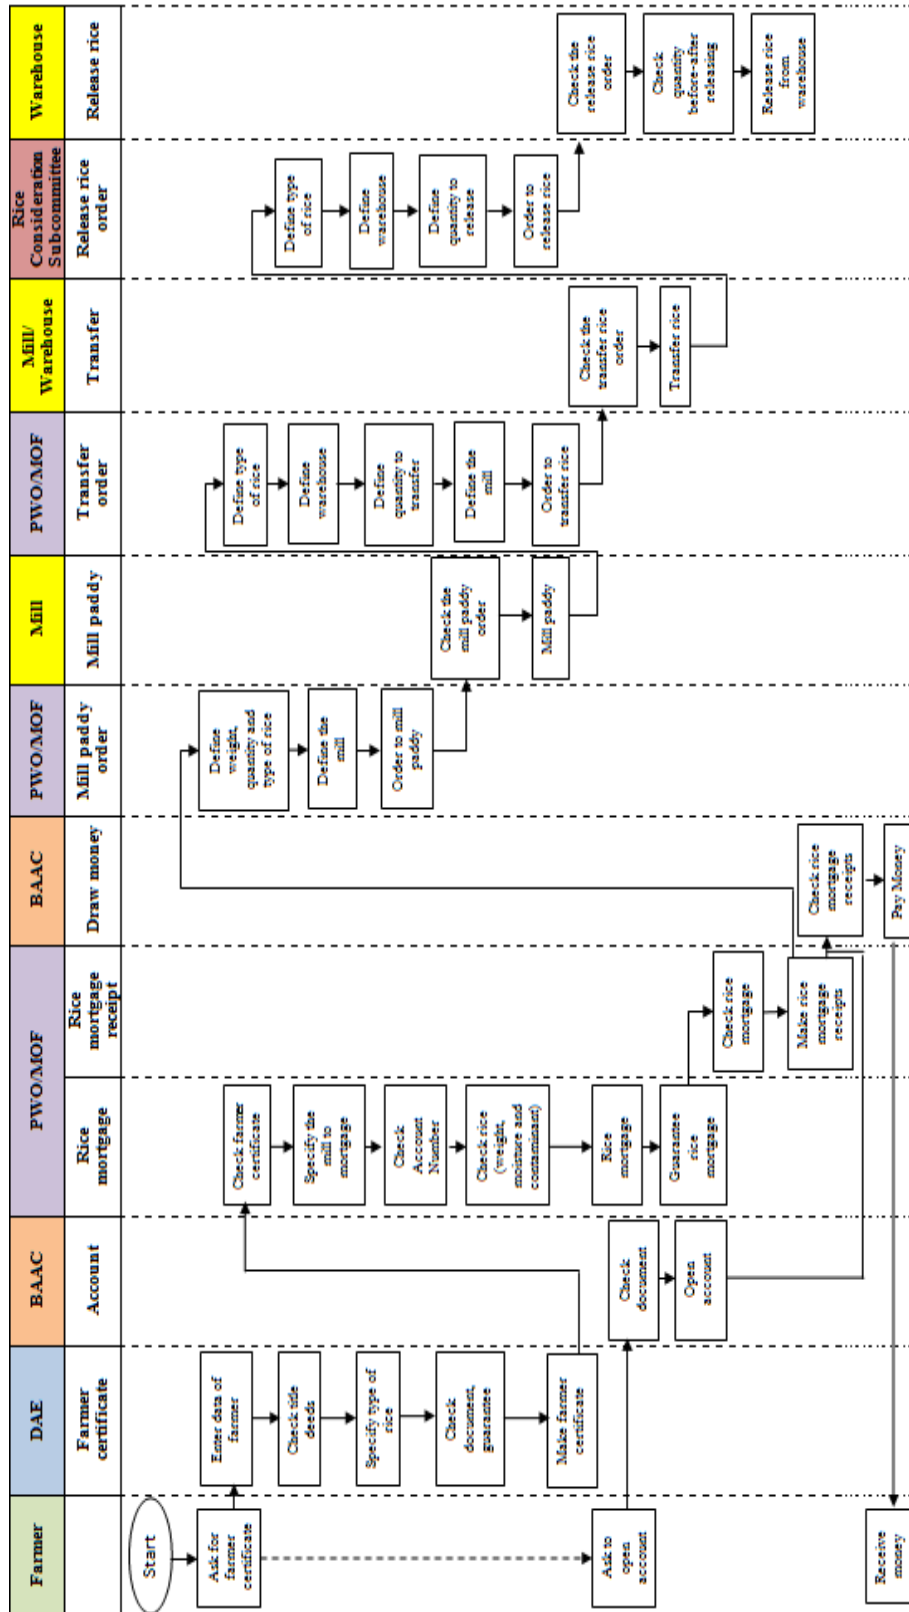 Farmer
DAE
BAAC
PWO/MOF
BAAC
PWO/MOF
Mill
PWO/MOF
Mill/
Warehouse
Rice
Consideration
Subcommittee
Warehouse
Farmer
certificate
Account
Rice
mortgage
Rice
mortgage
receipt
Draw money
Mill paddy
order
Mill paddy
Transfer
order
Transfer
Release rice
order
Release rice
Start
Ask for
farmer
certificate
Ask to
open
account
Receive
money
Enter data of
farmer
Check title
deeds
Specify type of
rice
Check
document,
guarantee
Make farmer
certificate
Check
document
Open
account
Check farmer
certificate
Specify the
mill to
mortgage
Check
Account
Number
Check rice
(weight,
moisture and
contaminant)
Rice
mortgage
Guarantee
rice
mortgage
Check rice
mortgage
Make rice
mortgage
receipts
Check rice
mortgage
receipts
Pay Money
Define
weight,
quantity and
type of rice
Define the
mill
Order to mill
paddy
Check the
mill paddy
order
Mill paddy
Define type
of rice
Define
warehouse
Define
quantity to
transfer
Define the
mill
Order to
transfer rice
Check the
transfer rice
order
Transfer rice
Define type
of rice
Define
warehouse
Define
quantity to
release
Order to
release rice
Check the
release rice
order
Check
quantity
before-after
releasing
Release rice
from
warehouse